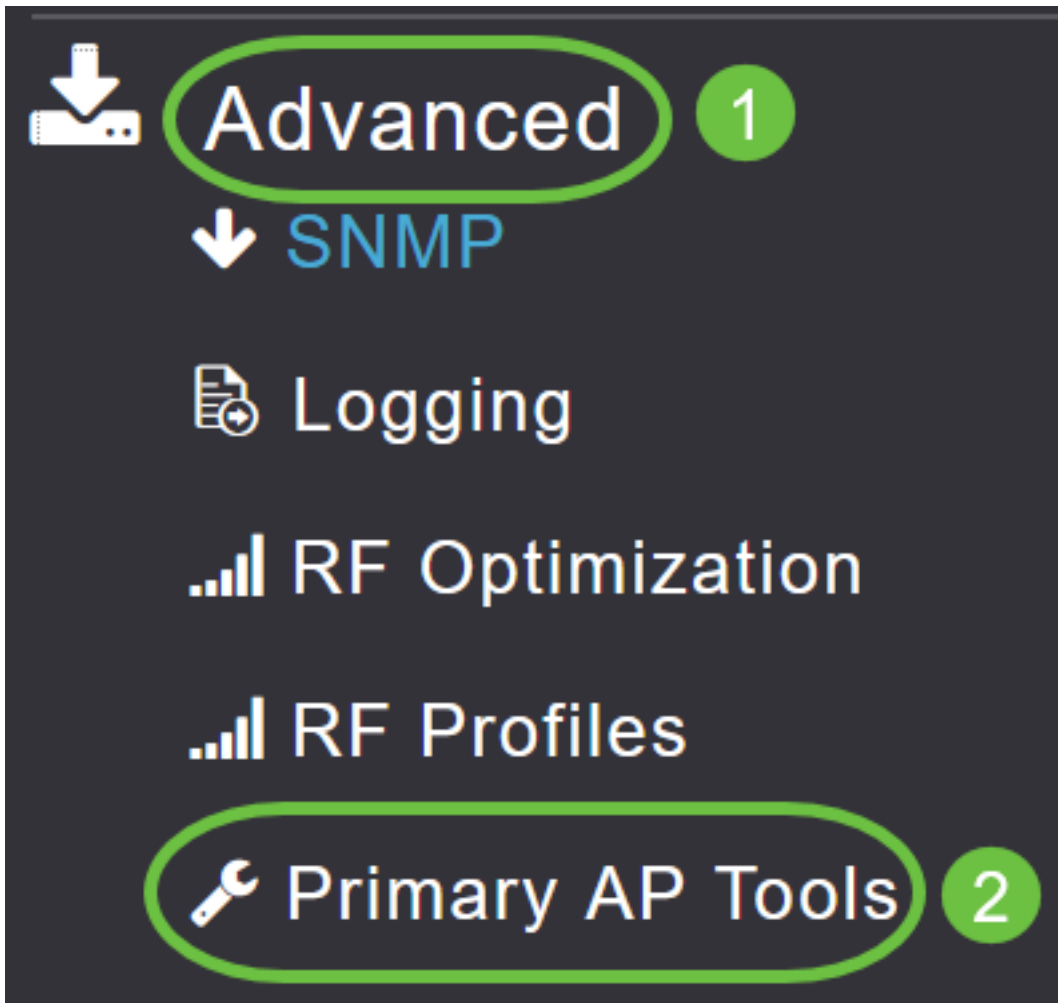 Advanced 1
SNMP
Logging
RF Optimization
RF Profiles
Primary AP Tools 2